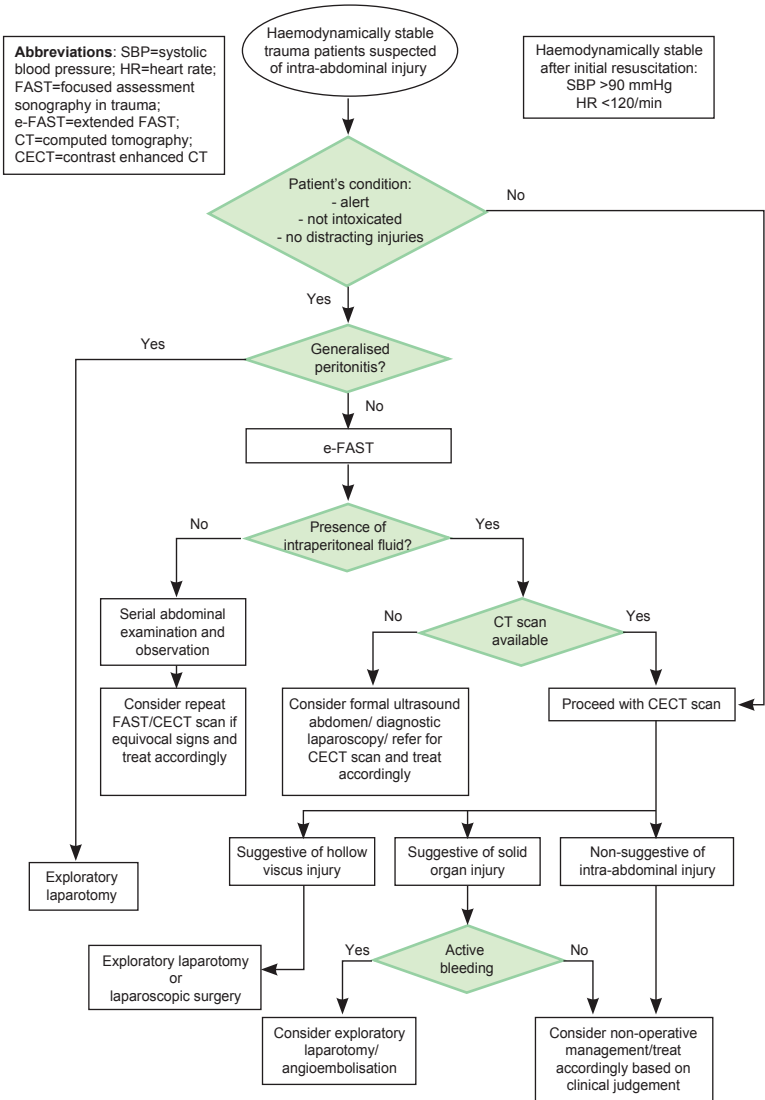 Abbreviations: SBP=systolic
blood pressure; HR=heart rate;
FAST=focused assessment
sonography in trauma;
e-FAST=extended FAST;
CT=computed tomography;
CECT=contrast enhanced CT
Haemodynamically stable
trauma patients suspected
of intra-abdominal injury
Haemodynamically stable
after initial resuscitation:
SBP >90 mmHg
HR <120/min
Patient's condition:
- alert
- not intoxicated
- no distracting injuries
No
Yes
Generalised
peritonitis?
Yes
No
e-FAST
Presence of
intraperitoneal fluid?
No
Yes
Serial abdominal
examination and
observation
CT scan
available
No
Yes
Consider repeat
FAST/CECT scan if
equivocal signs and
treat accordingly
Consider formal ultrasound
abdomen/ diagnostic
laparoscopy/ refer for
CECT scan and treat
accordingly
Proceed with CECT scan
Exploratory
laparotomy
Suggestive of hollow
viscus injury
Suggestive of solid
organ injury
Non-suggestive of
intra-abdominal injury
Exploratory laparotomy
or
laparoscopic surgery
Active
bleeding
Yes
No
Consider exploratory
laparotomy/
angioembolisation
Consider non-operative
management/treat
accordingly based on
clinical judgement